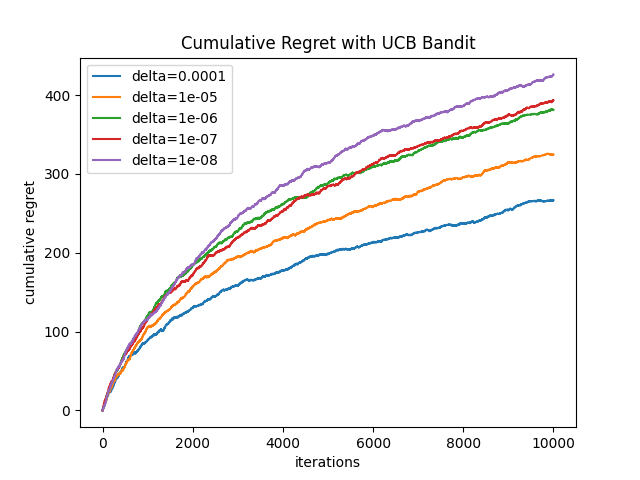 Cumulative Regret with UCB Bandit
delta=0.0001
delta=1e-05
delta=1e-06
delta=1e-07
delta=1e-08
400
300
200
100
0
cumulative regret
0 2000 4000 6000 8000 10000
iterations